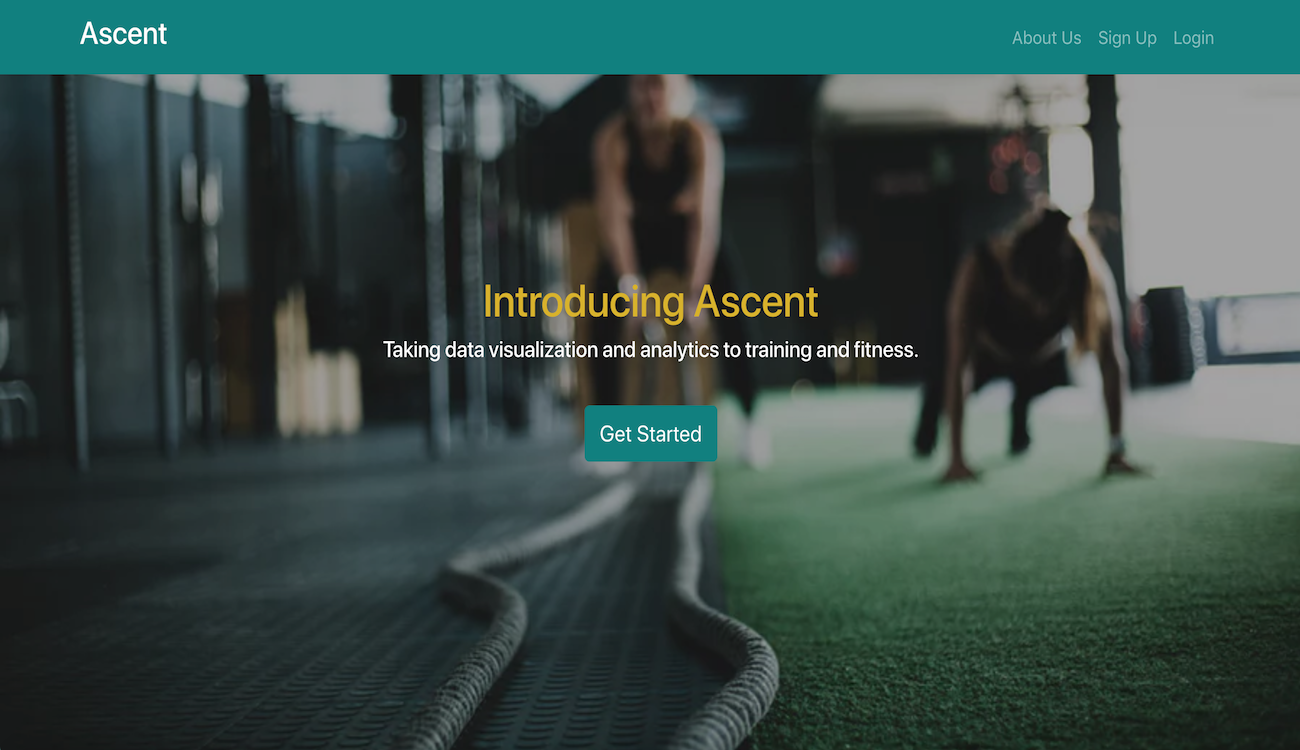 Ascent
About Us Sign Up Login
Introducing Ascent
Taking data visualization and analytics to training and fitness.
Get Started